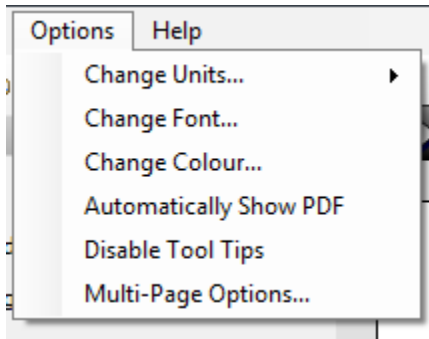 Options Help
Change Units...
Change Font...
Change Colour...
Automatically Show PDF
Disable Tool Tips
Multi-Page Options...